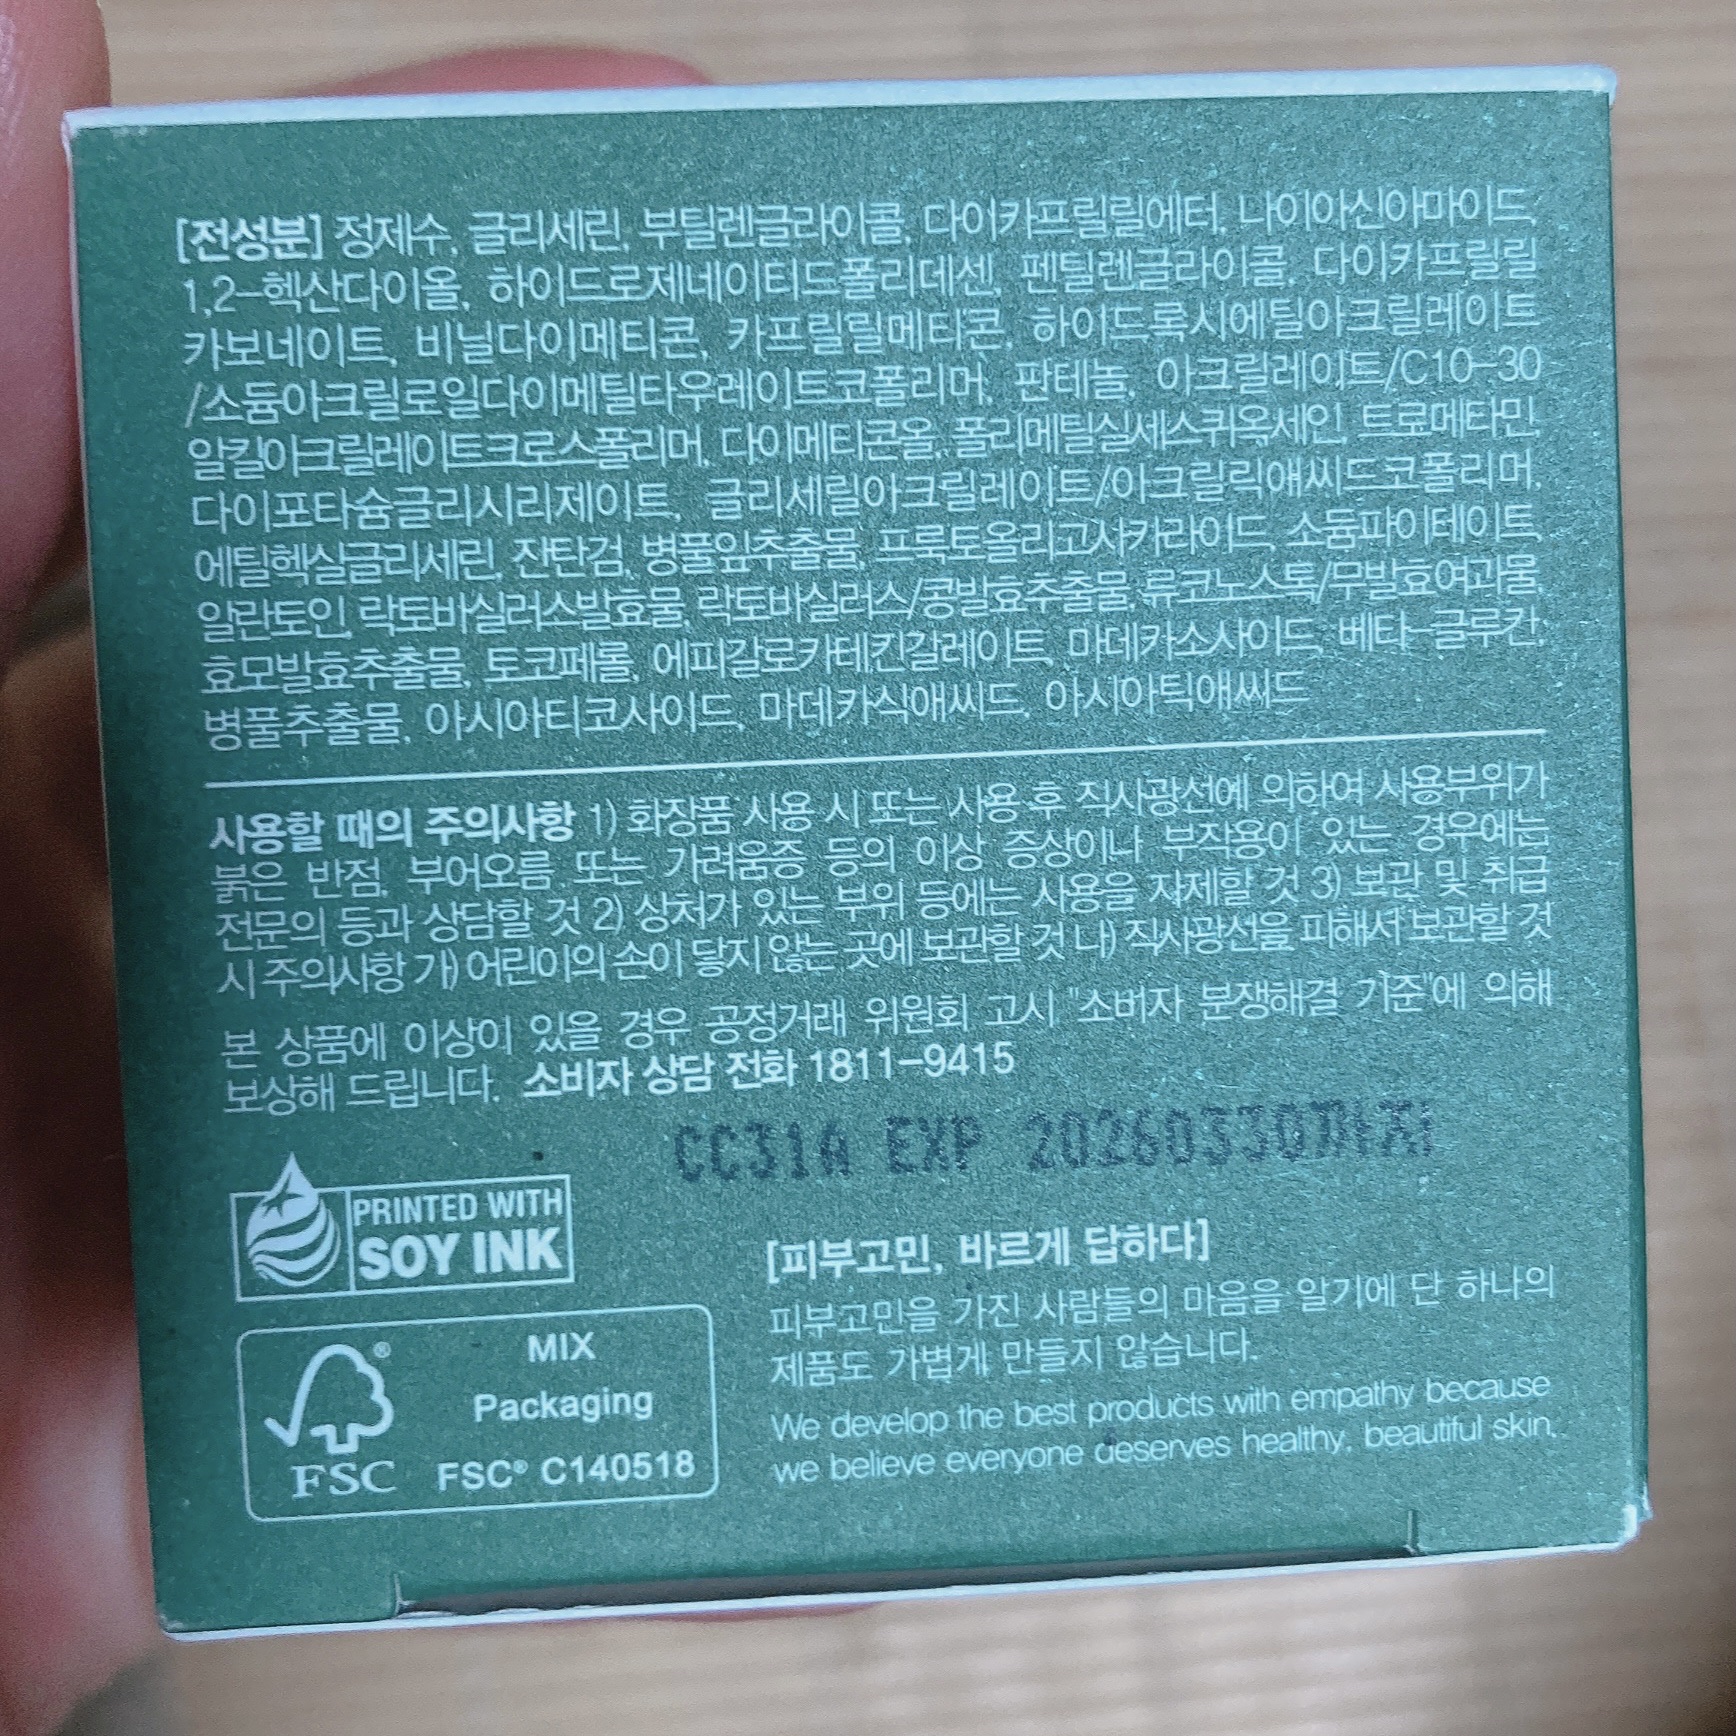 [전성분] 정제수, 글리세린, 부틸렌글라이콜, 다이카프릴릴에터, 나이아신아마이드,
1,2-헥산다이올, 하이드로제네이티드폴리데센, 펜틸렌글라이콜, 다이카프릴릴
카보네이트, 비닐다이메티콘, 카프릴릴메티콘, 하이드록시에틸아크릴레이트
/소듐아크릴로일다이메틸타우레이트코폴리머, 판테놀, 아크릴레이트/C10-30
알킬아크릴레이트크로스폴리머, 다이메티콘올, 폴리메틸실세스퀴옥세인, 트로메타민,
다이포타슘글리시리제이트, 글리세릴아크릴레이트/아크릴릭애씨드코폴리머,
에틸헥실글리세린, 잔탄검, 병풀잎추출물, 프룩토올리고사카라이드, 소듐파이테이트,
알란토인, 락토바실러스발효물, 락토바실러스/콩발효추출물, 류코노스톡/무발효여과물,
효모발효추출물, 토코페롤, 에피갈로카테킨갈레이트, 마데카소사이드, 베타-글루칸,
병풀추출물, 아시아티코사이드, 마데카식애씨드, 아시아틱애씨드
사용할 때의 주의사항 1) 화장품 사용 시 또는 사용 후 직사광선에 의하여 사용부위가
붉은 반점, 부어오름 또는 가려움증 등의 이상 증상이나 부작용이 있는 경우에는
전문의 등과 상담할 것 2) 상처가 있는 부위 등에는 사용을 자제할 것 3) 보관 및 취급
시 주의사항 가) 어린이의 손이 닿지 않는 곳에 보관할 것 나) 직사광선을 피해서 보관할 것
본 상품에 이상이 있을 경우 공정거래 위원회 고시 "소비자 분쟁해결 기준"에 의해
보상해 드립니다. 소비자 상담 전화 1811-9415
CC31A EXP 20260330까지
PRINTED WITH
SOY INK
MIX
Packaging
FSC
FSC® C140518
[피부고민, 바르게 답하다]
피부고민을 가진 사람들의 마음을 알기에 단 하나의
제품도 가볍게 만들지 않습니다.
We develop the best products with empathy because
we believe everyone deserves healthy, beautiful skin.